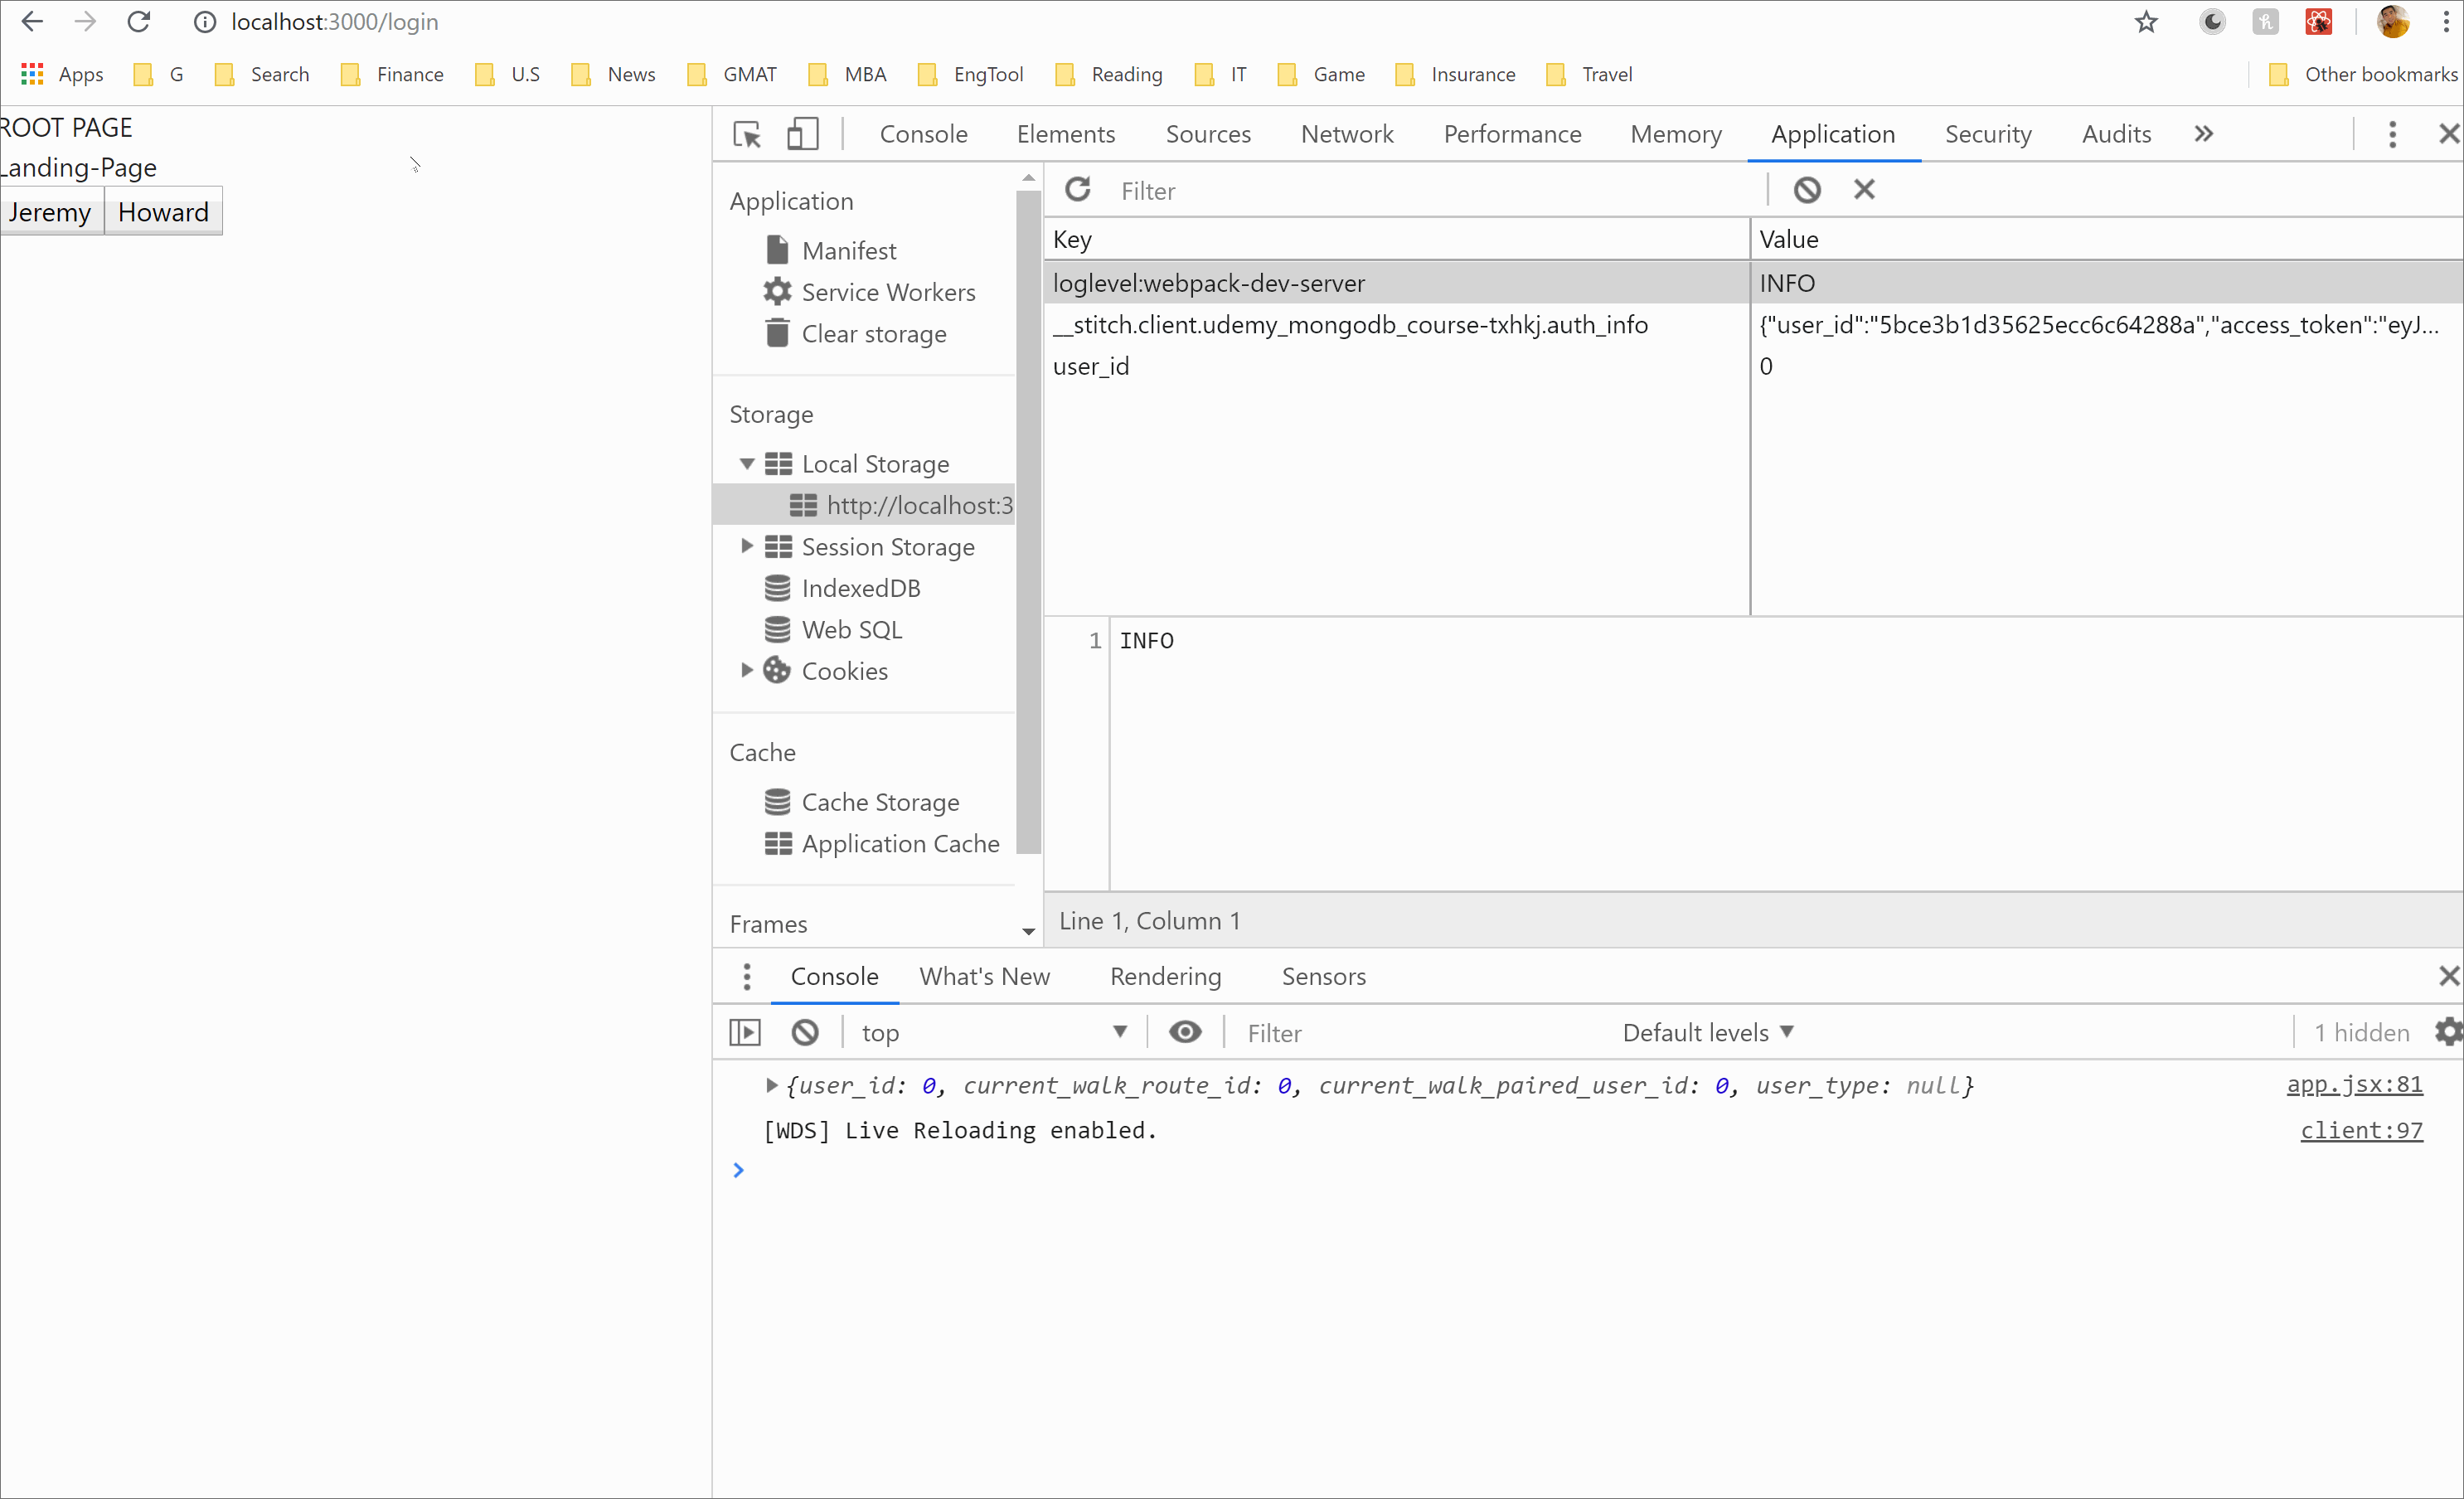 localhost:3000/login
Apps G Search Finance U.S News GMAT MBA EngTool Reading IT Game Insurance Travel Other bookmarks
ROOT PAGE
Landing-Page
Jeremy Howard
Console Elements Sources Network Performance Memory Application Security Audits »
Application
Manifest
Service Workers
Clear storage
Storage
Local Storage
http://localhost:3
Session Storage
IndexedDB
Web SQL
Cookies
Cache
Cache Storage
Application Cache
Frames
Filter
Key Value
loglevel:webpack-dev-server INFO
__stitch.client.udemy_mongodb_course-txhkj.auth_info {"user_id":"5bce3b1d35625ecc6c64288a","access_token":"eyJ...
user_id 0
1 INFO
Line 1, Column 1
Console What's New Rendering Sensors
top Filter Default levels 1 hidden
{user_id: 0, current_walk_route_id: 0, current_walk_paired_user_id: 0, user_type: null} app.jsx:81
[WDS] Live Reloading enabled. client:97